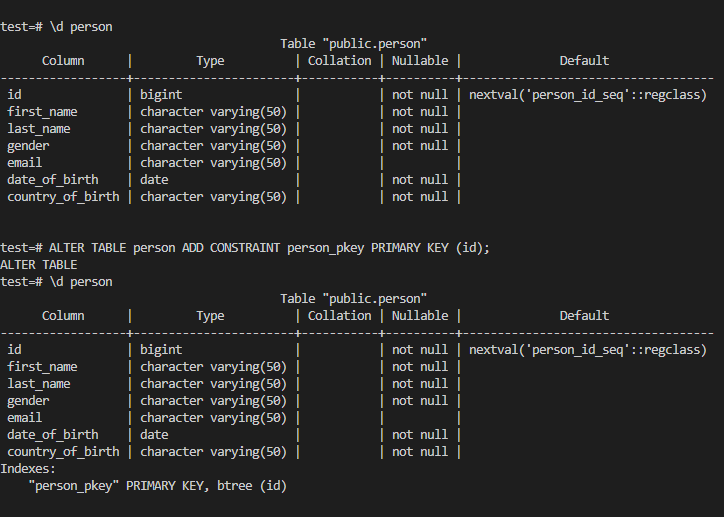 test=# \d person
                                        Table "public.person"
      Column      |         Type          | Collation | Nullable |              Default
------------------+-----------------------+-----------+----------+------------------------------------
 id               | bigint                |           | not null | nextval('person_id_seq'::regclass)
 first_name       | character varying(50) |           | not null |
 last_name        | character varying(50) |           | not null |
 gender           | character varying(50) |           | not null |
 email            | character varying(50) |           |          |
 date_of_birth    | date                  |           | not null |
 country_of_birth | character varying(50) |           | not null |
test=# ALTER TABLE person ADD CONSTRAINT person_pkey PRIMARY KEY (id);
ALTER TABLE
test=# \d person
                                        Table "public.person"
      Column      |         Type          | Collation | Nullable |              Default
------------------+-----------------------+-----------+----------+------------------------------------
 id               | bigint                |           | not null | nextval('person_id_seq'::regclass)
 first_name       | character varying(50) |           | not null |
 last_name        | character varying(50) |           | not null |
 gender           | character varying(50) |           | not null |
 email            | character varying(50) |           |          |
 date_of_birth    | date                  |           | not null |
 country_of_birth | character varying(50) |           | not null |
Indexes:
    "person_pkey" PRIMARY KEY, btree (id)